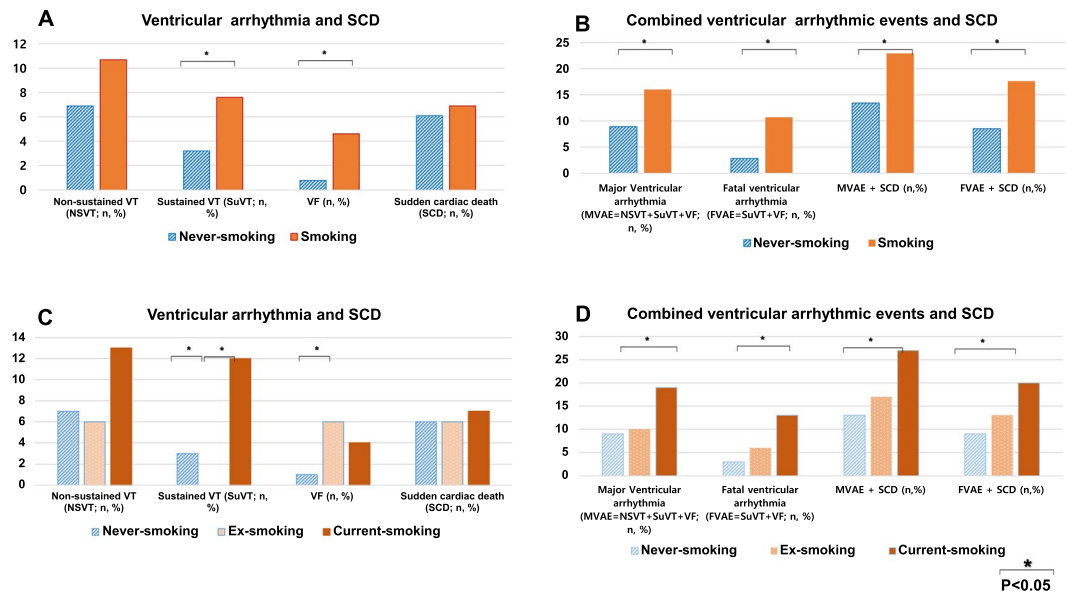 A
Ventricular arrhythmia and SCD
12
10
8
6
4
2
0
*
*
Non-sustained VT
(NSVT; n, %)
Sustained VT (SuVT; n,
%)
VF (n, %)
Sudden cardiac death
(SCD; n, %)
Never-smoking
Smoking
B
Combined ventricular arrhythmic events and SCD
25
20
15
10
5
0
*
*
*
*
Major Ventricular
arrhythmia
(MVAE=NSVT+SuVT+VF;
n, %)
Fatal ventricular
arrhythmia
(FVAE=SuVT+VF; n, %)
MVAE + SCD (n,%)
FVAE + SCD (n,%)
Never-smoking
Smoking
C
Ventricular arrhythmia and SCD
14
12
10
8
6
4
2
0
*
*
*
Non-sustained VT
(NSVT; n, %)
Sustained VT (SuVT; n,
%)
VF (n, %)
Sudden cardiac death
(SCD; n, %)
Never-smoking
Ex-smoking
Current-smoking
D
Combined ventricular arrhythmic events and SCD
30
25
20
15
10
5
0
*
*
*
*
Major Ventricular
arrhythmia
(MVAE=NSVT+SuVT+VF;
n, %)
Fatal ventricular
arrhythmia
(FVAE=SuVT+VF; n, %)
MVAE + SCD (n,%)
FVAE + SCD (n,%)
Never-smoking
Ex-smoking
Current-smoking
*
P<0.05